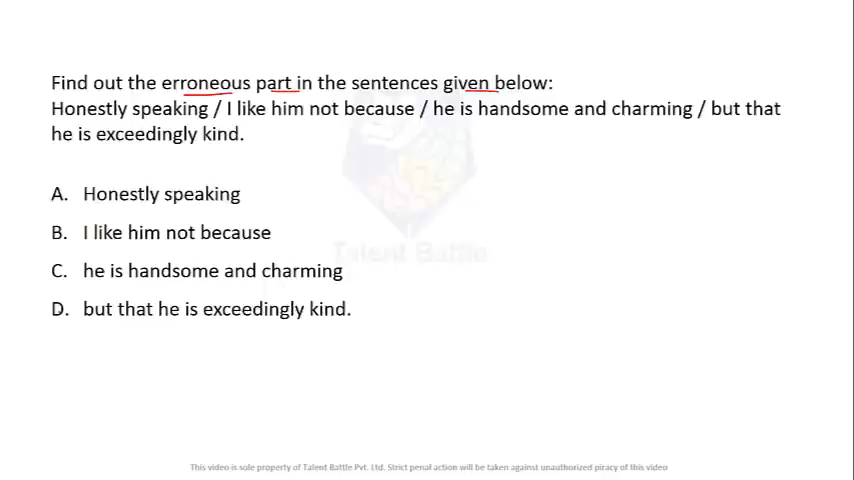 Find out the erroneous part in the sentences given below:
Honestly speaking / I like him not because / he is handsome and charming / but that
he is exceedingly kind.
A. Honestly speaking
B. I like him not because
Talent Battle
C. he is handsome and charming
D. but that he is exceedingly kind.
This video is sole property of Talent Battle Pvt. Ltd. Strict penal action will be taken against unauthorized piracy of this video